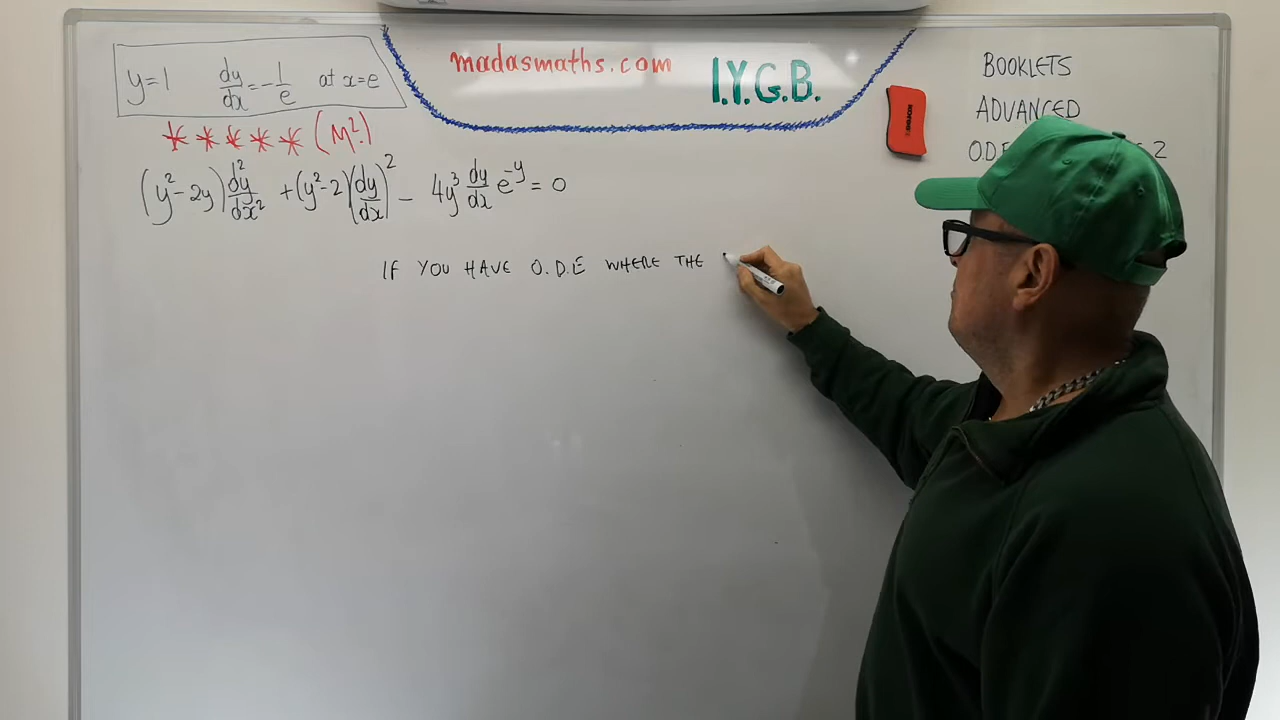 y=1 dy/dx=-1/e at x=e
madasmaths.com
I.Y.G.B.
BOOKLETS
ADVANCED
2
***** (M²)
(y²-2y)d²y/dx² +(y²-2)(dy/dx)² - 4y³ dy/dx e^-y = 0
IF YOU HAVE O.D.E WHERE THE